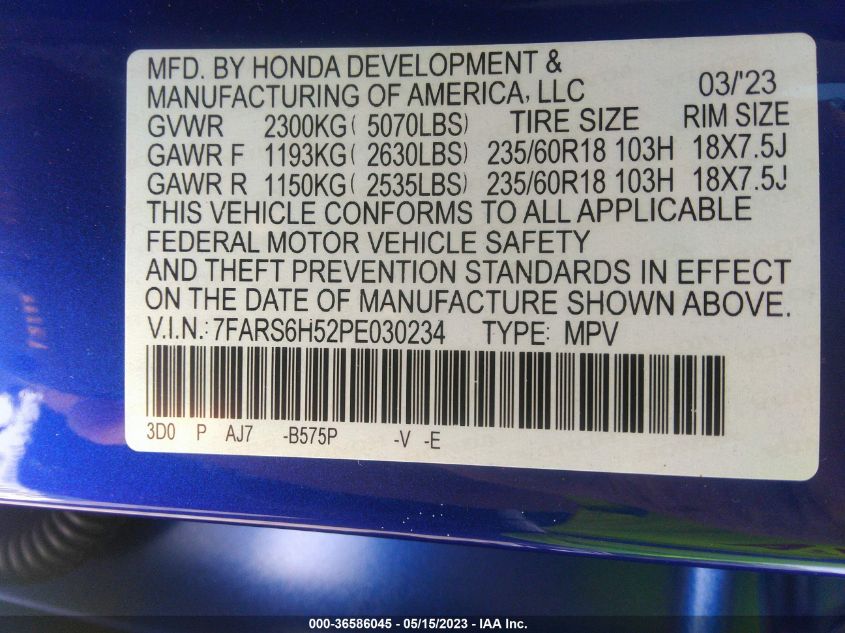 MFD. BY HONDA DEVELOPMENT &
MANUFACTURING OF AMERICA, LLC 03/'23
GVWR 2300KG( 5070LBS) TIRE SIZE RIM SIZE
GAWR F 1193KG( 2630LBS) 235/60R18 103H 18X7.5J
GAWR R 1150KG( 2535LBS) 235/60R18 103H 18X7.5J
THIS VEHICLE CONFORMS TO ALL APPLICABLE
FEDERAL MOTOR VEHICLE SAFETY
AND THEFT PREVENTION STANDARDS IN EFFECT
ON THE DATE OF MANUFACTURE SHOWN ABOVE.
V.I.N.: 7FARS6H52PE030234 TYPE: MPV
3D0 P AJ7 -B575P -V -E
000-36586045 - 05/15/2023 - IAA Inc.